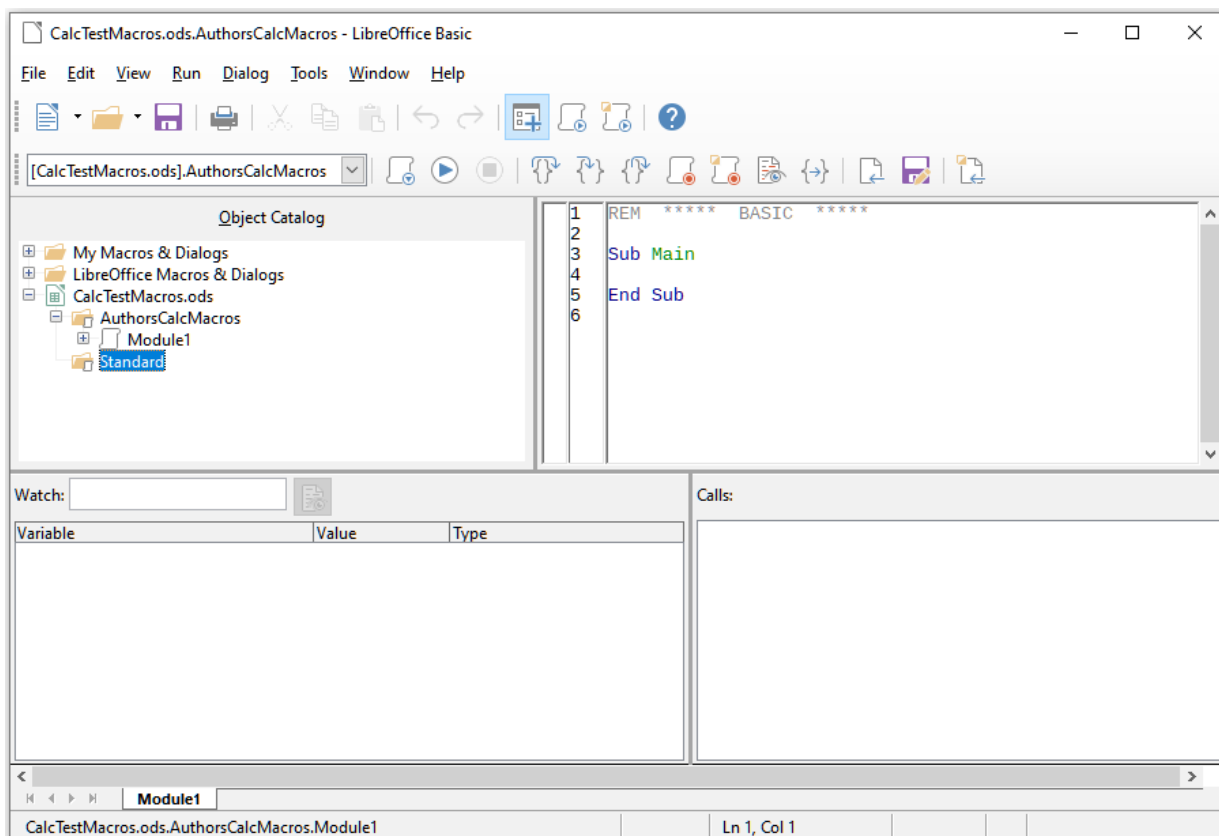 CalcTestMacros.ods.AuthorsCalcMacros - LibreOffice Basic
File Edit View Run Dialog Tools Window Help
[CalcTestMacros.ods].AuthorsCalcMacros
Object Catalog
My Macros & Dialogs
LibreOffice Macros & Dialogs
CalcTestMacros.ods
AuthorsCalcMacros
Module1
Standard
1 REM ***** BASIC *****
2
3 Sub Main
4
5 End Sub
6
Watch:
Calls:
Variable Value Type
Module1
CalcTestMacros.ods.AuthorsCalcMacros.Module1 Ln 1, Col 1